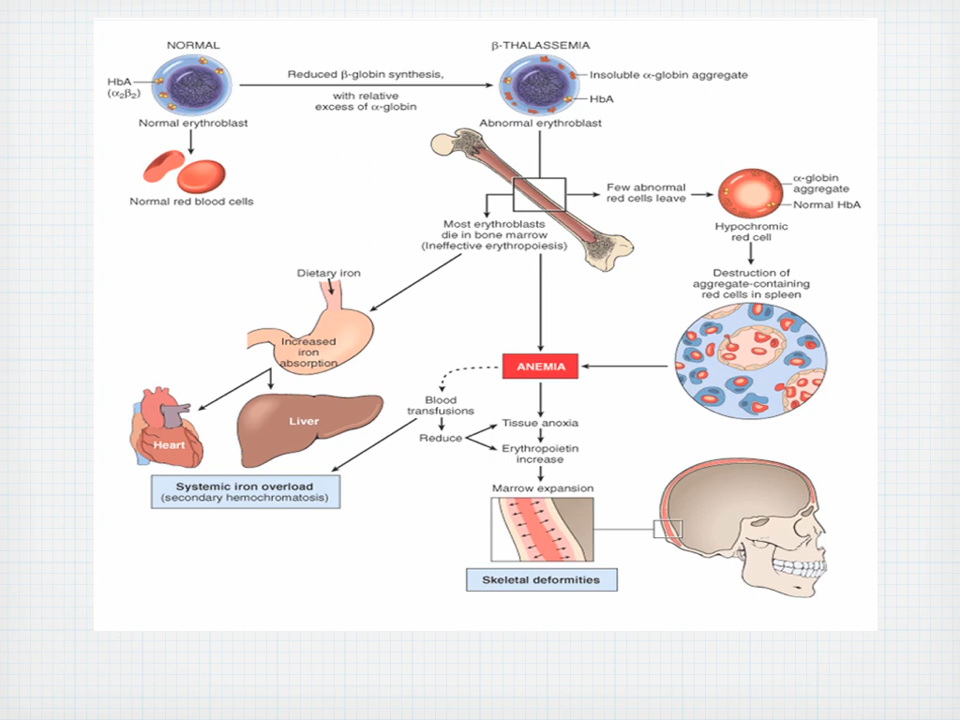 NORMAL
β-THALASSEMIA
HbA
(α₂β₂)
Reduced β-globin synthesis,
with relative
excess of α-globin
Insoluble α-globin aggregate
HbA
Normal erythroblast
Abnormal erythroblast
Normal red blood cells
Few abnormal
red cells leave
α-globin
aggregate
Normal HbA
Most erythroblasts
die in bone marrow
(Ineffective erythropoiesis)
Hypochromic
red cell
Dietary iron
Destruction of
aggregate-containing
red cells in spleen
Increased
iron
absorption
ANEMIA
Heart
Liver
Blood
transfusions
Reduce
Tissue anoxia
Erythropoietin
increase
Systemic iron overload
(secondary hemochromatosis)
Marrow expansion
Skeletal deformities